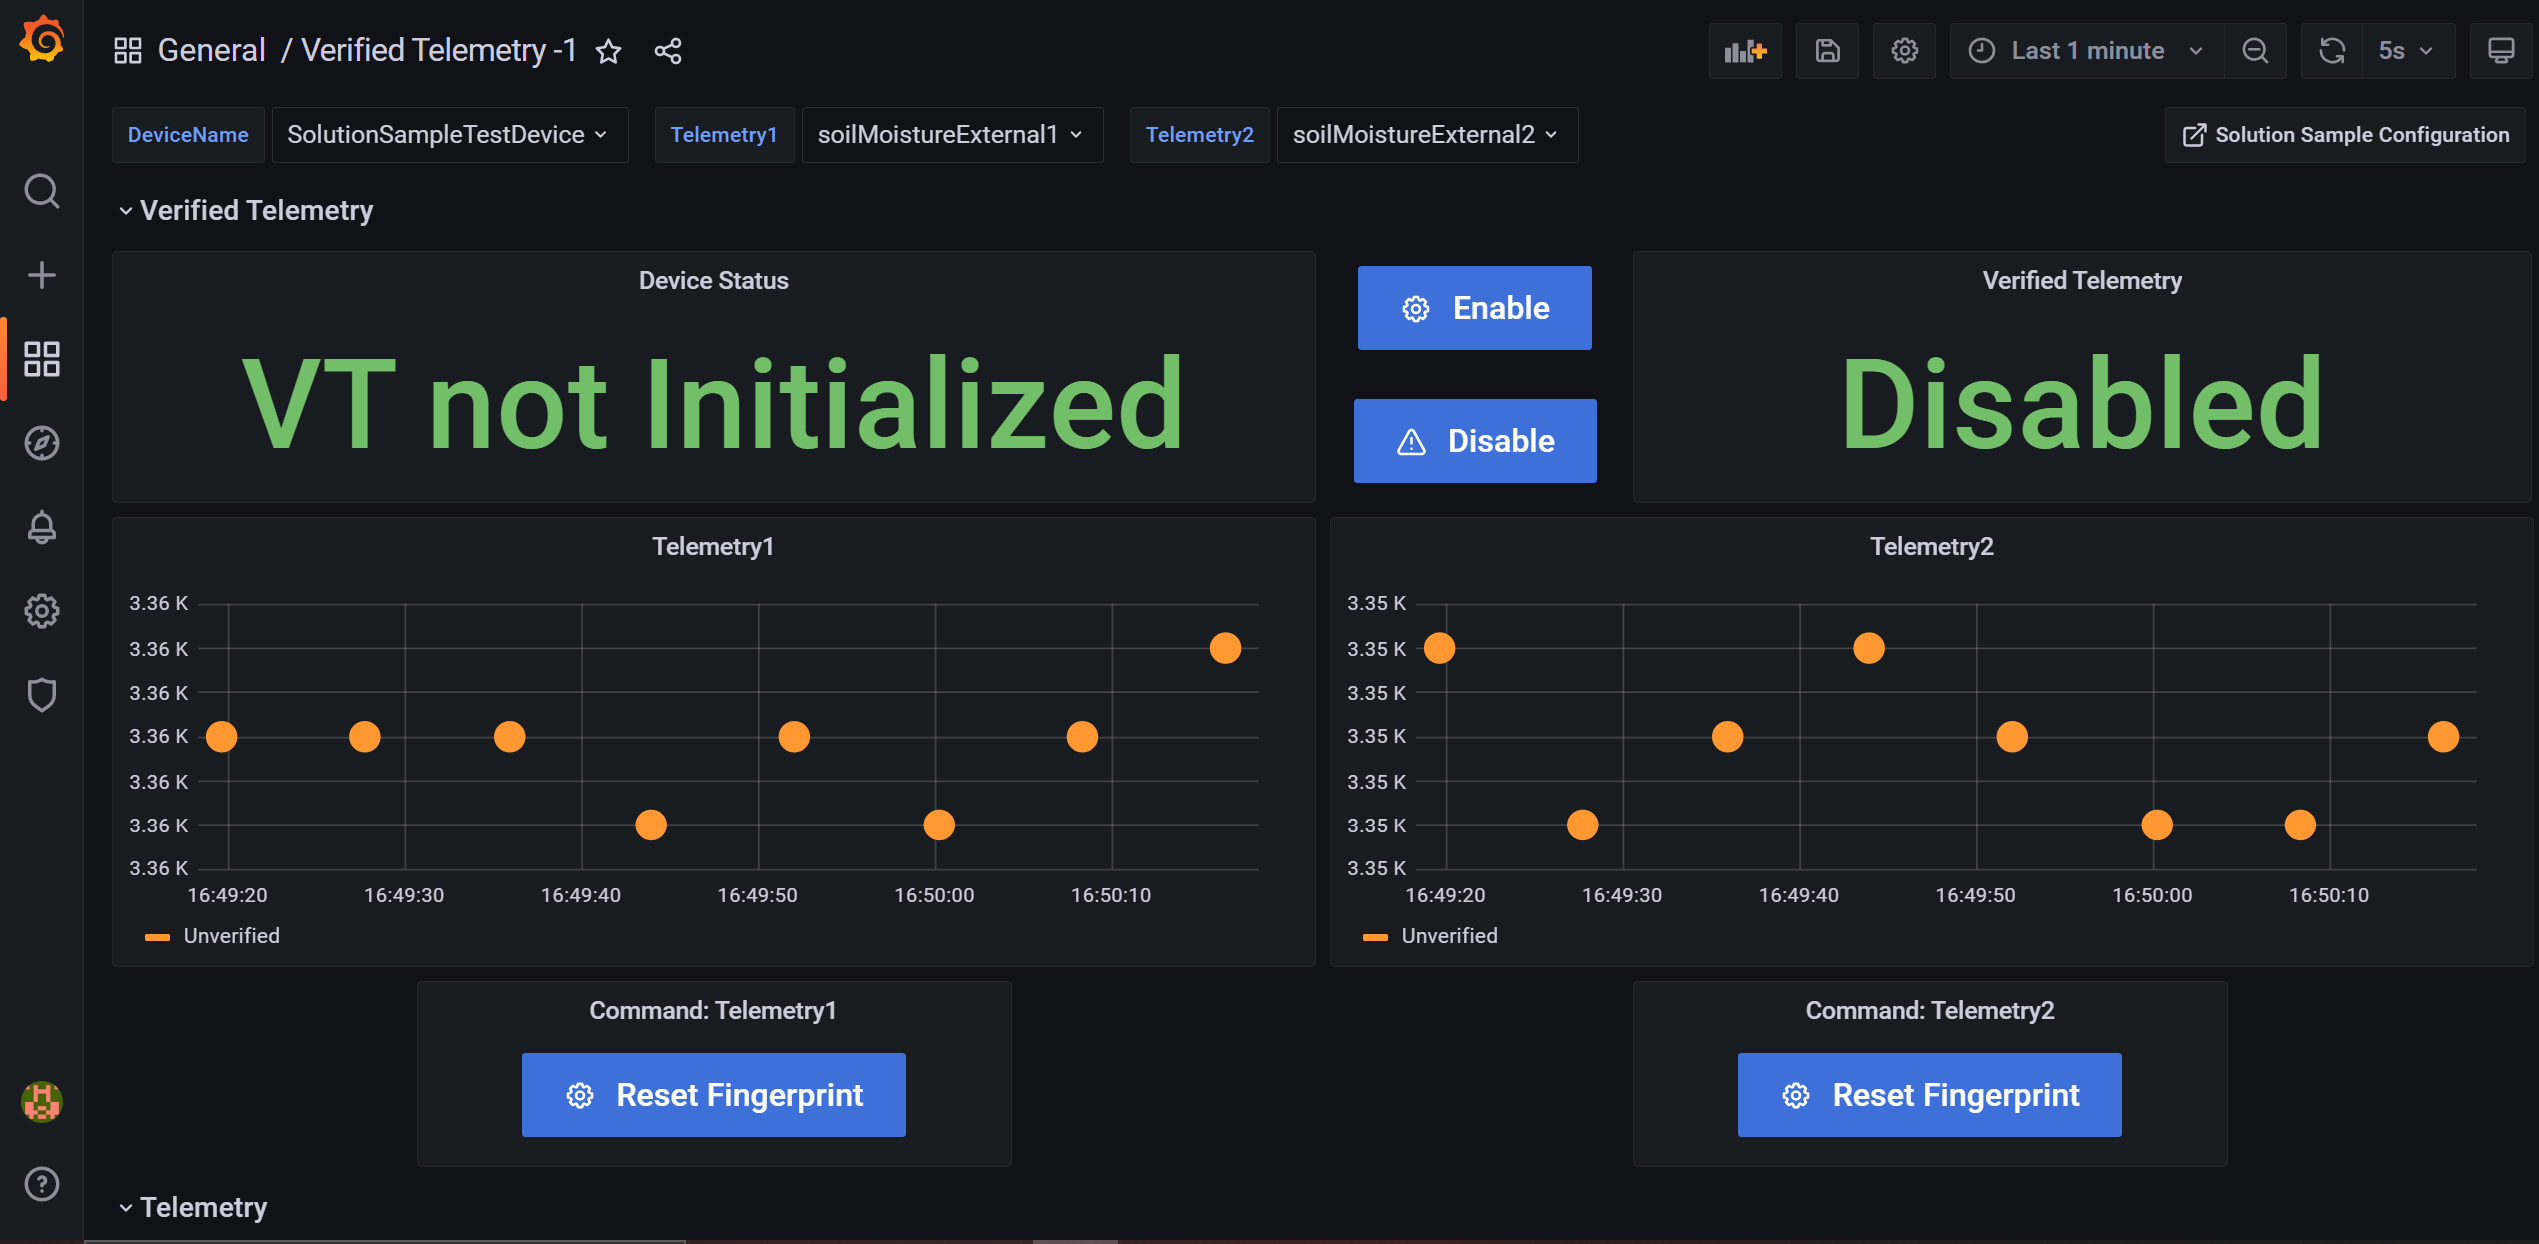 General / Verified Telemetry -1
Last 1 minute
5s
DeviceName SolutionSampleTestDevice
Telemetry1 soilMoistureExternal1
Telemetry2 soilMoistureExternal2
Solution Sample Configuration
Verified Telemetry
Device Status
VT not Initialized
Enable
Disable
Verified Telemetry
Disabled
Telemetry1
3.36 K
3.36 K
3.36 K
3.36 K
3.36 K
3.36 K
3.36 K
16:49:20 16:49:30 16:49:40 16:49:50 16:50:00 16:50:10
Unverified
Telemetry2
3.35 K
3.35 K
3.35 K
3.35 K
3.35 K
3.35 K
3.35 K
16:49:20 16:49:30 16:49:40 16:49:50 16:50:00 16:50:10
Unverified
Command: Telemetry1
Reset Fingerprint
Command: Telemetry2
Reset Fingerprint
Telemetry